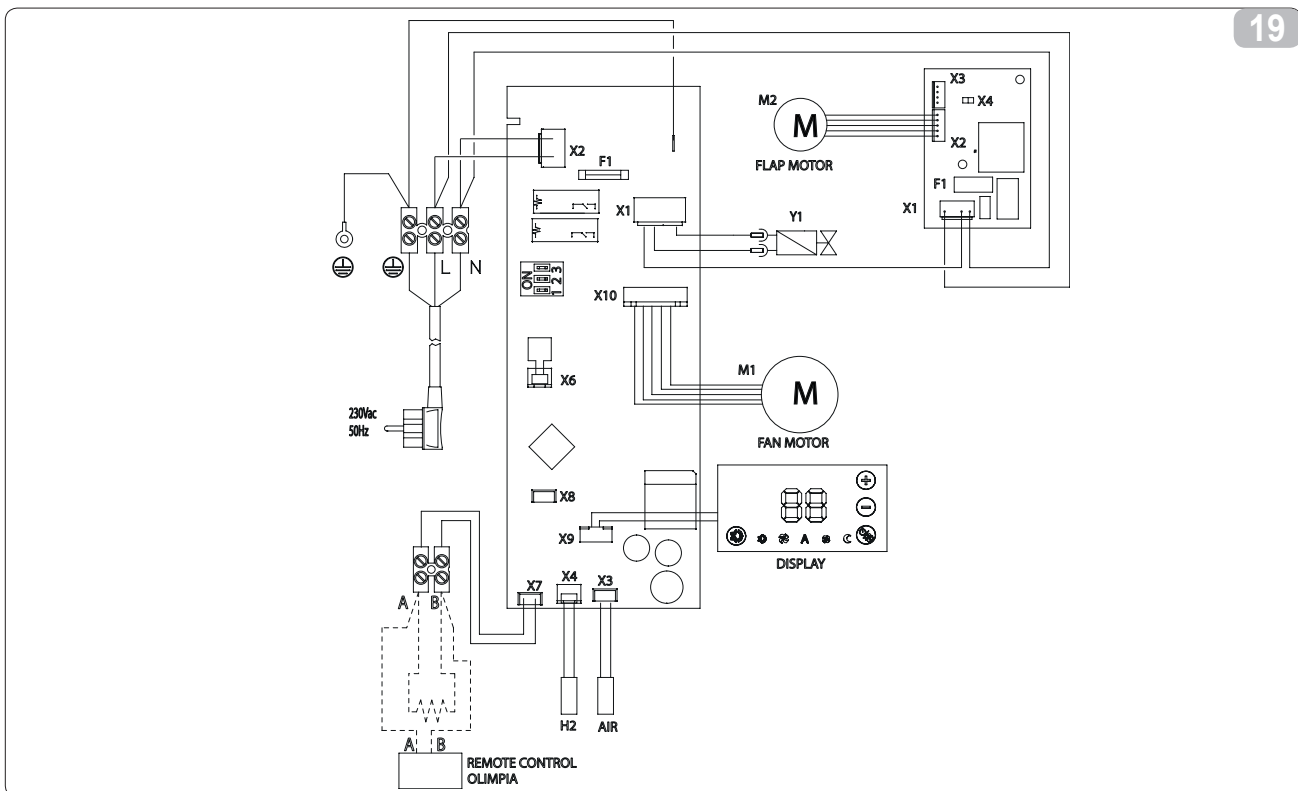 19
X3
X4
M2
M
FLAP MOTOR
X2
F1
X1
X2
F1
X1
Y1
L
N
ON
1 2 3
X10
X6
M1
M
FAN MOTOR
230Vac
50Hz
X8
X9
88
A
DISPLAY
X7
X4
X3
A
B
H2
AIR
A
B
REMOTE CONTROL
OLIMPIA